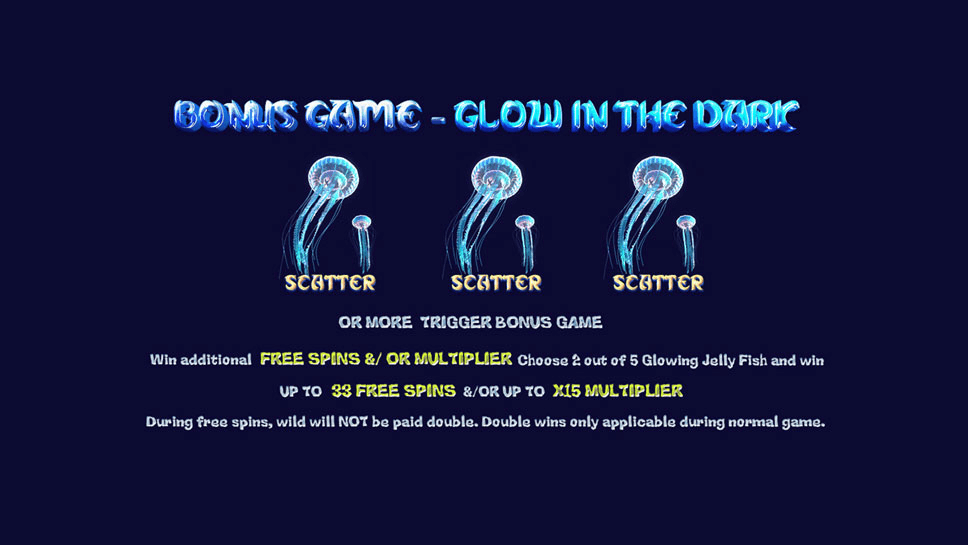 BONUS GAME - GLOW IN THE DARK
SCATTER SCATTER SCATTER
OR MORE TRIGGER BONUS GAME
Win additional FREE SPINS &/ OR MULTIPLIER Choose 2 out of 5 Glowing Jelly Fish and win
UP TO 33 FREE SPINS &/OR UP TO X15 MULTIPLIER
During free spins, wild will NOT be paid double. Double wins only applicable during normal game.